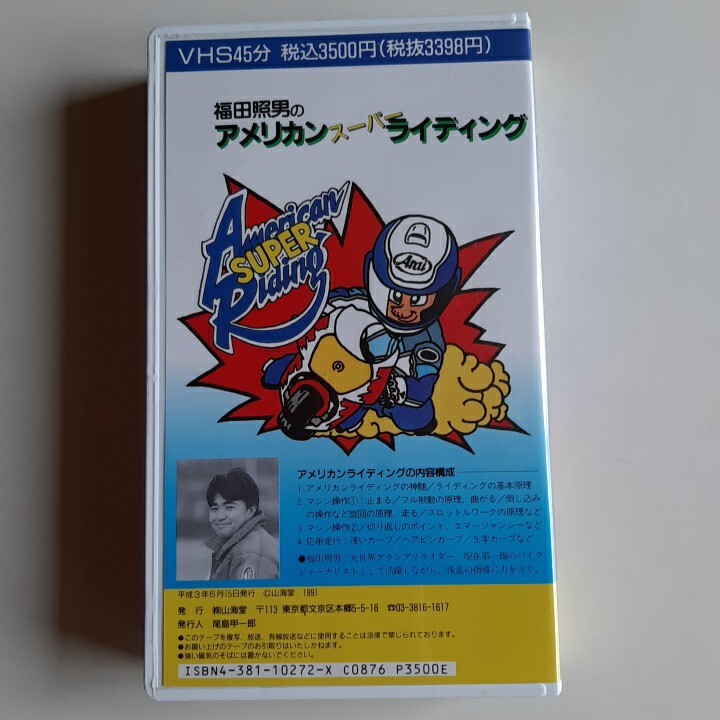 VHS45分 税込3500円(税抜3398円)
福田照男の
アメリカンスーパーライディング
American
SUPER
Riding
Arai
アメリカンライディングの内容構成
1.アメリカンライディングの神髄／ライディングの基本原理
2.マシン操作①：止まる／フル制動の原理、曲がる／倒し込み
の操作など旋回の原理、走る／スロットルワークの原理など
3.マシン操作②／切り返しのポイント、エマージャンシーなど
4.応用走行：浅いカーブ／ヘアピンカーブ／S字カーブなど
●福田照男：元世界グランプリライダー、現在第一線のバイク
ジャーナリストとして活躍しながら、後進の指導に力を注ぐ。
平成3年6月15日発行 ©山海堂 1991
発 行 ㈱山海堂 〒113 東京都文京区本郷5-5-18 ☎03-3816-1617
発行人 尾島甲一郎
●このテープを複写、放送、有線放送などに使用することは法律で禁じられております。
●お買い上げのテープのお引取りはいたしかねます。
●強い磁気のそばには置かないでください。
ISBN4-381-10272-X C0876 P3500E